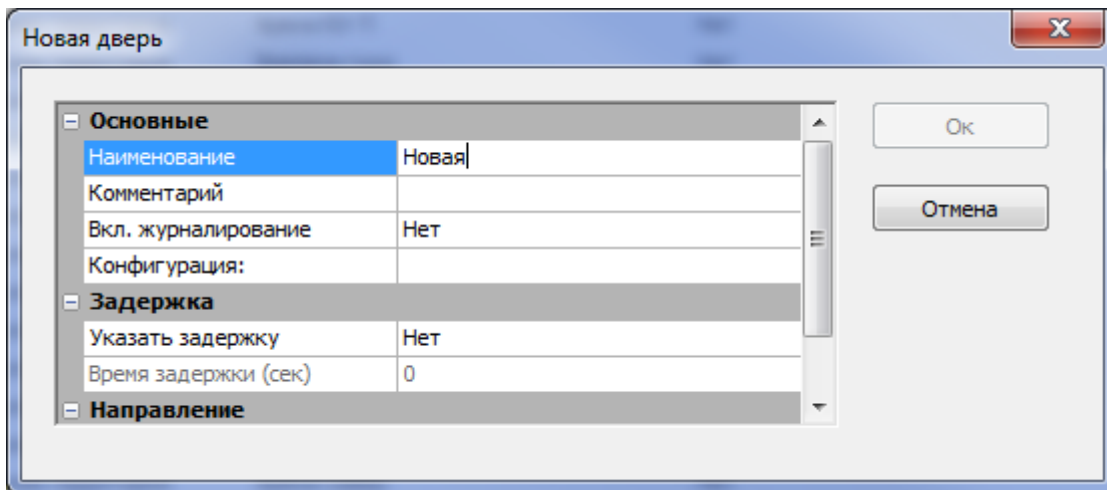 Новая дверь
Основные
Наименование Новая
Комментарий
Вкл. журналирование Нет
Конфигурация:
Задержка
Указать задержку Нет
Время задержки (сек) 0
Направление
Ок
Отмена